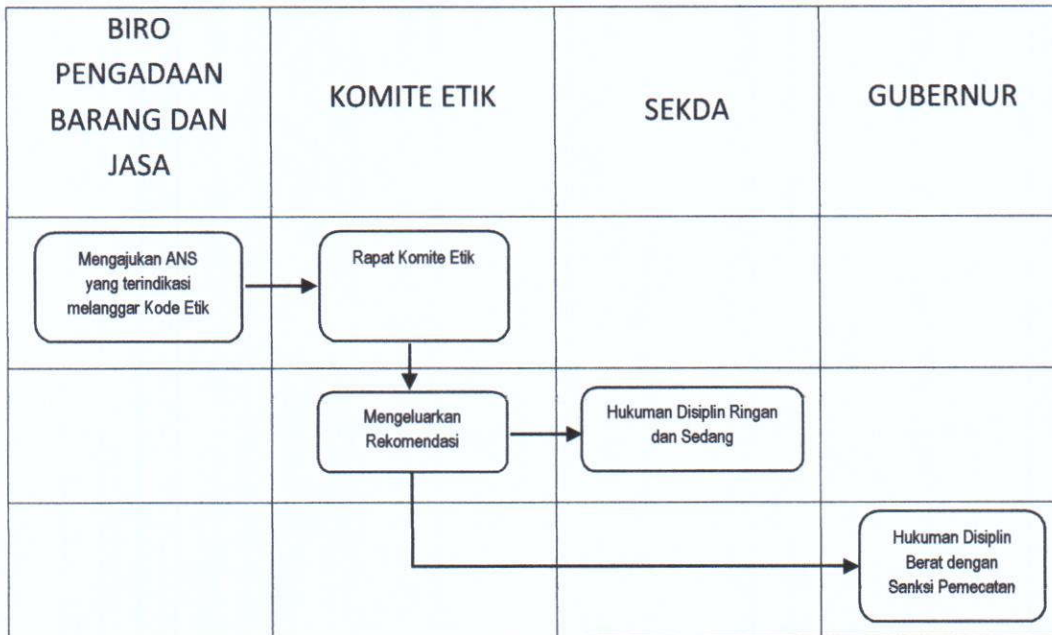 BIRO
PENGADAAN
BARANG DAN
JASA
KOMITE ETIK
SEKDA
GUBERNUR
Mengajukan ANS
yang terindikasi
melanggar Kode Etik
Rapat Komite Etik
Mengeluarkan
Rekomendasi
Hukuman Disiplin Ringan
dan Sedang
Hukuman Disiplin
Berat dengan
Sanksi Pemecatan